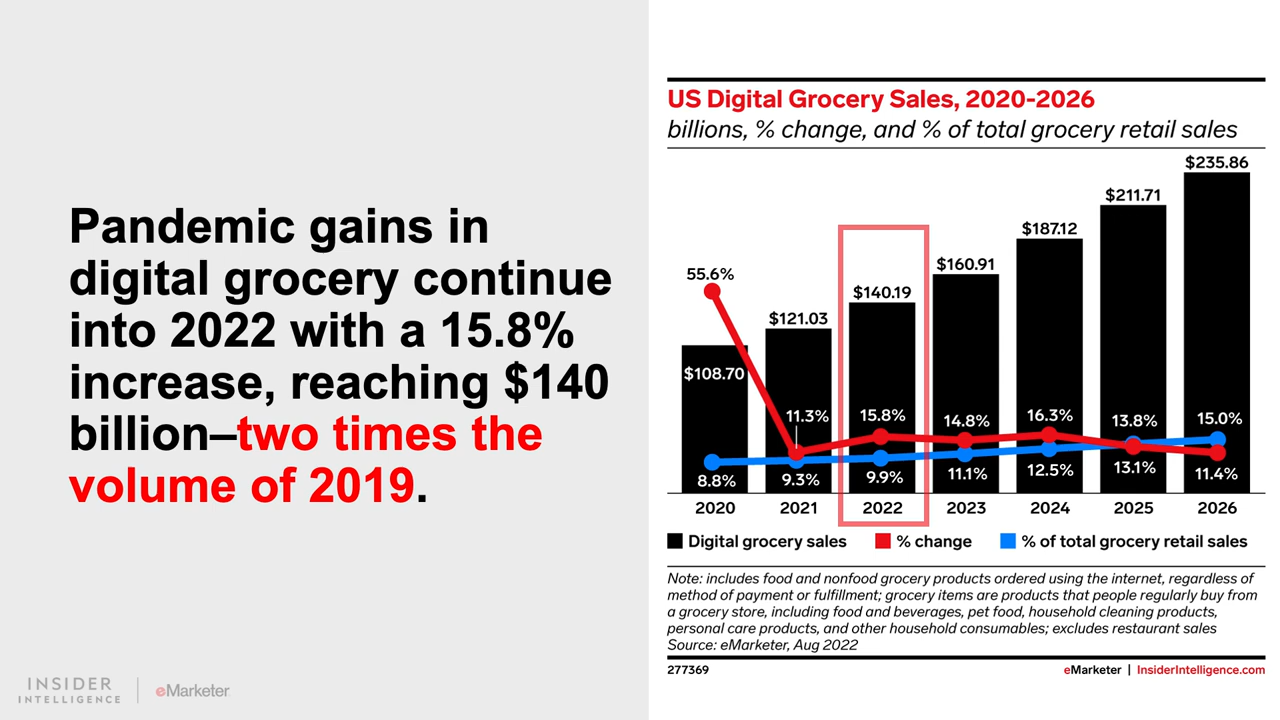 Pandemic gains in
digital grocery continue
into 2022 with a 15.8%
increase, reaching $140
billion–two times the
volume of 2019.
INSIDER
INTELLIGENCE
eMarketer
US Digital Grocery Sales, 2020-2026
billions, % change, and % of total grocery retail sales
$108.70
$121.03
$140.19
$160.91
$187.12
$211.71
$235.86
55.6%
11.3%
15.8%
14.8%
16.3%
13.8%
15.0%
8.8%
9.3%
9.9%
11.1%
12.5%
13.1%
11.4%
2020 2021 2022 2023 2024 2025 2026
Digital grocery sales % change % of total grocery retail sales
Note: includes food and nonfood grocery products ordered using the internet, regardless of
method of payment or fulfillment; grocery items are products that people regularly buy from
a grocery store, including food and beverages, pet food, household cleaning products,
personal care products, and other household consumables; excludes restaurant sales
Source: eMarketer, Aug 2022
277369 eMarketer | InsiderIntelligence.com